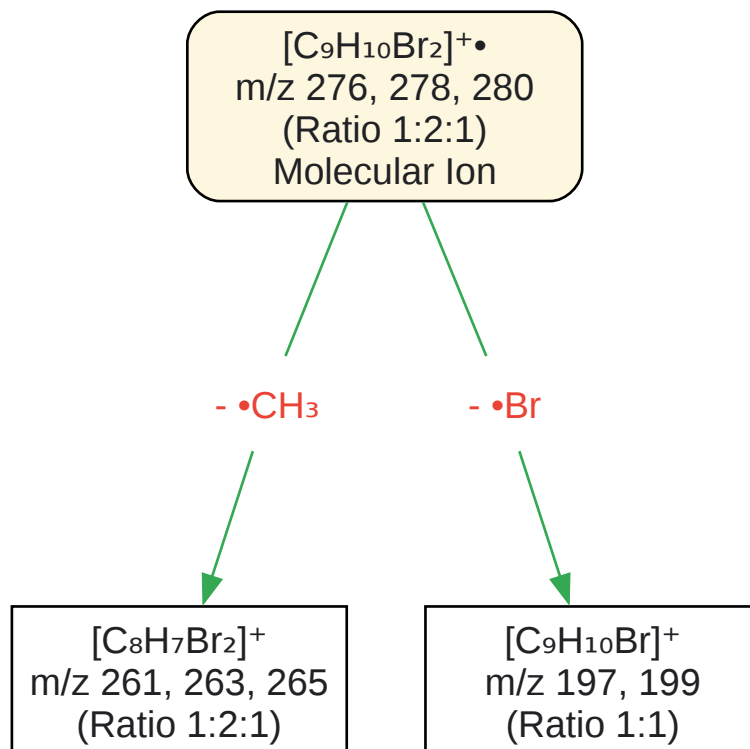 [C₉H₁₀Br₂]⁺•
m/z 276, 278, 280
(Ratio 1:2:1)
Molecular Ion
- •CH₃
- •Br
[C₈H₇Br₂]⁺
m/z 261, 263, 265
(Ratio 1:2:1)
[C₉H₁₀Br]⁺
m/z 197, 199
(Ratio 1:1)